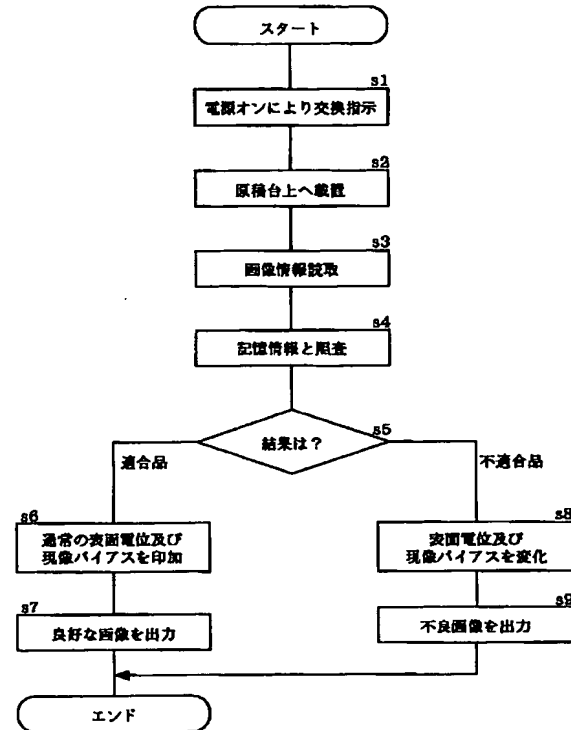 スタート
s1
電源オンにより交換指示
s2
原稿台上へ載置
s3
画像情報読取
s4
記憶情報と照査
s5
結果は？
適合品
不適合品
s6
通常の表面電位及び
現像バイアスを印加
s8
表面電位及び
現像バイアスを変化
s7
良好な画像を出力
s9
不良画像を出力
エンド